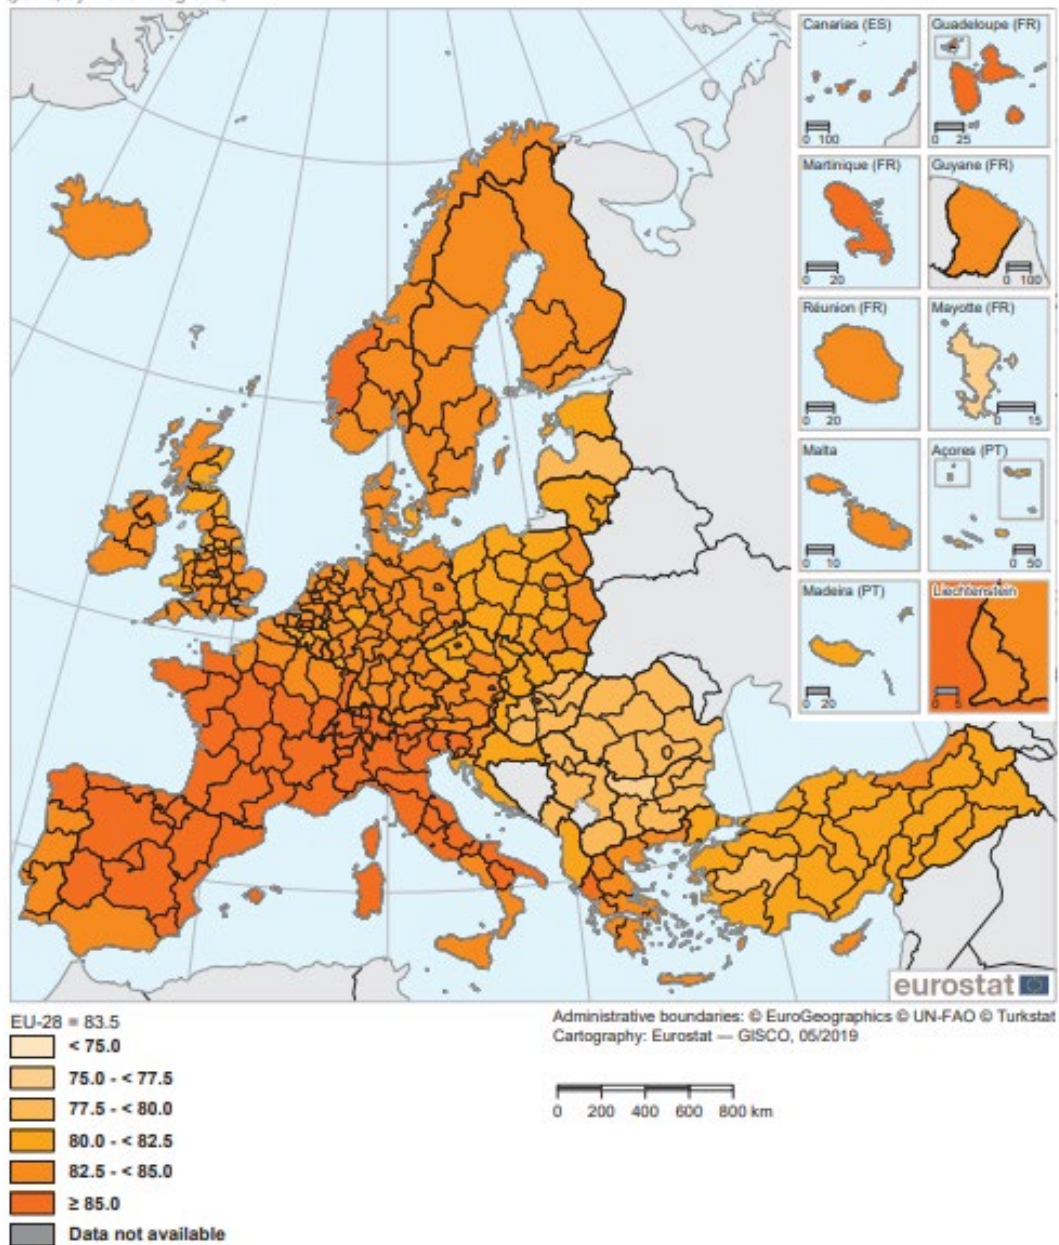 Canarias (ES)
0 100
Guadeloupe (FR)
0 25
Martinique (FR)
0 20
Guyane (FR)
0 100
Réunion (FR)
0 20
Mayotte (FR)
0 15
Malta
0 10
Açores (PT)
0 50
Madeira (PT)
0 20
Liechtenstein
0 5
eurostat
EU-28 = 83.5
< 75.0
75.0 - < 77.5
77.5 - < 80.0
80.0 - < 82.5
82.5 - < 85.0
≥ 85.0
Data not available
Administrative boundaries: © EuroGeographics © UN-FAO © Turkstat
Cartography: Eurostat — GISCO, 05/2019
0 200 400 600 800 km